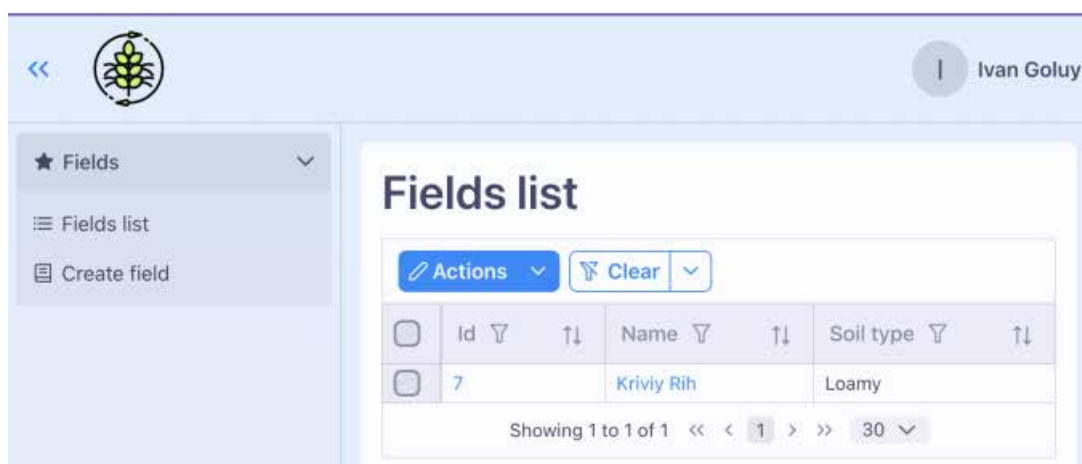 I Ivan Goluy
Fields
Fields list
Create field
Fields list
Actions Clear
Id Name Soil type
7 Kriviy Rih Loamy
Showing 1 to 1 of 1 1 30